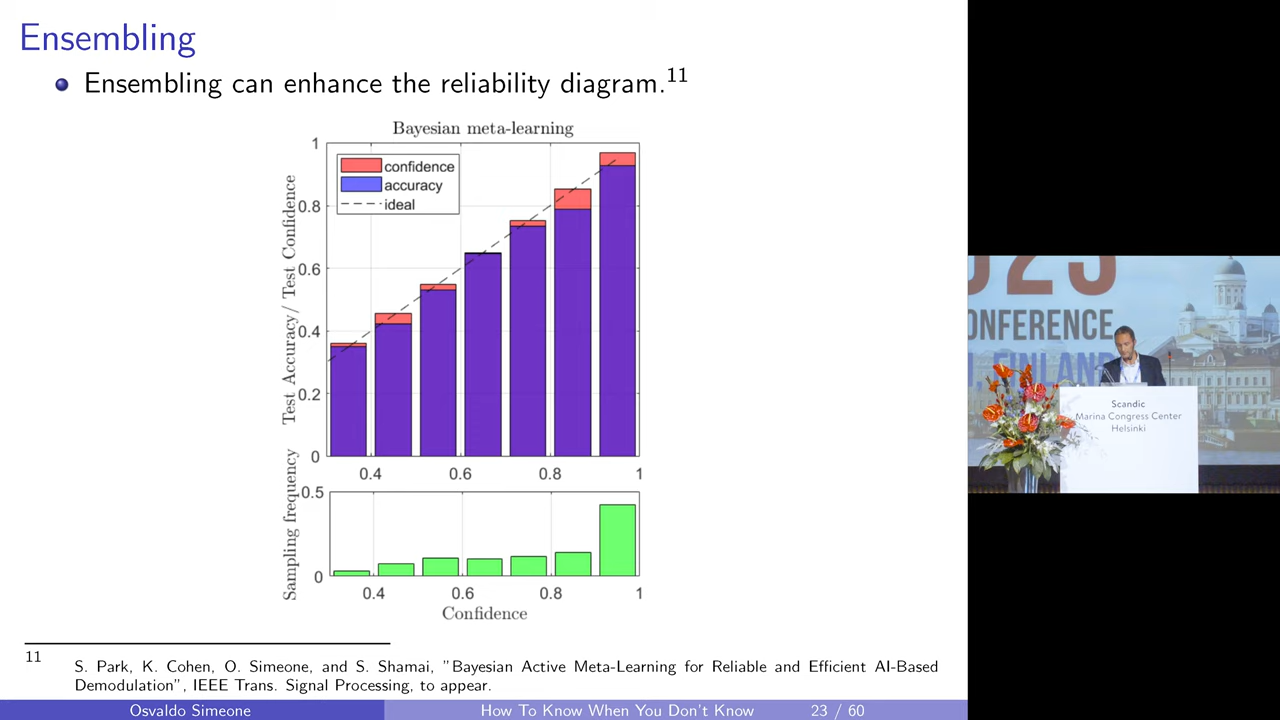 Ensembling
Ensembling can enhance the reliability diagram.11
Bayesian meta-learning
1
0.8
0.6
0.4
0.2
0
Test Accuracy/ Test Confidence
confidence
accuracy
ideal
0.4 0.6 0.8 1
0.5
0
Sampling frequency
0.4 0.6 0.8 1
Confidence
11
S. Park, K. Cohen, O. Simeone, and S. Shamai, "Bayesian Active Meta-Learning for Reliable and Efficient AI-Based
Demodulation", IEEE Trans. Signal Processing, to appear.
Osvaldo Simeone How To Know When You Don't Know 23 / 60
2023
ONFERENCE
, FINLAND
Scandic
Marina Congress Center
Helsinki